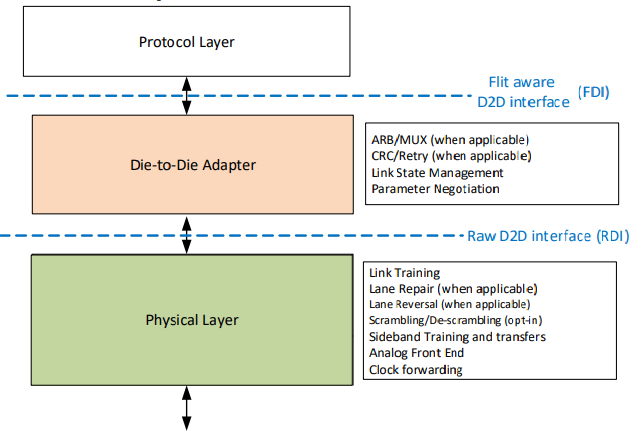 Protocol Layer
Flit aware
D2D interface (FDI)
Die-to-Die Adapter
ARB/MUX (when applicable)
CRC/Retry (when applicable)
Link State Management
Parameter Negotiation
Raw D2D interface (RDI)
Physical Layer
Link Training
Lane Repair (when applicable)
Lane Reversal (when applicable)
Scrambling/De-scrambling (opt-in)
Sideband Training and transfers
Analog Front End
Clock forwarding